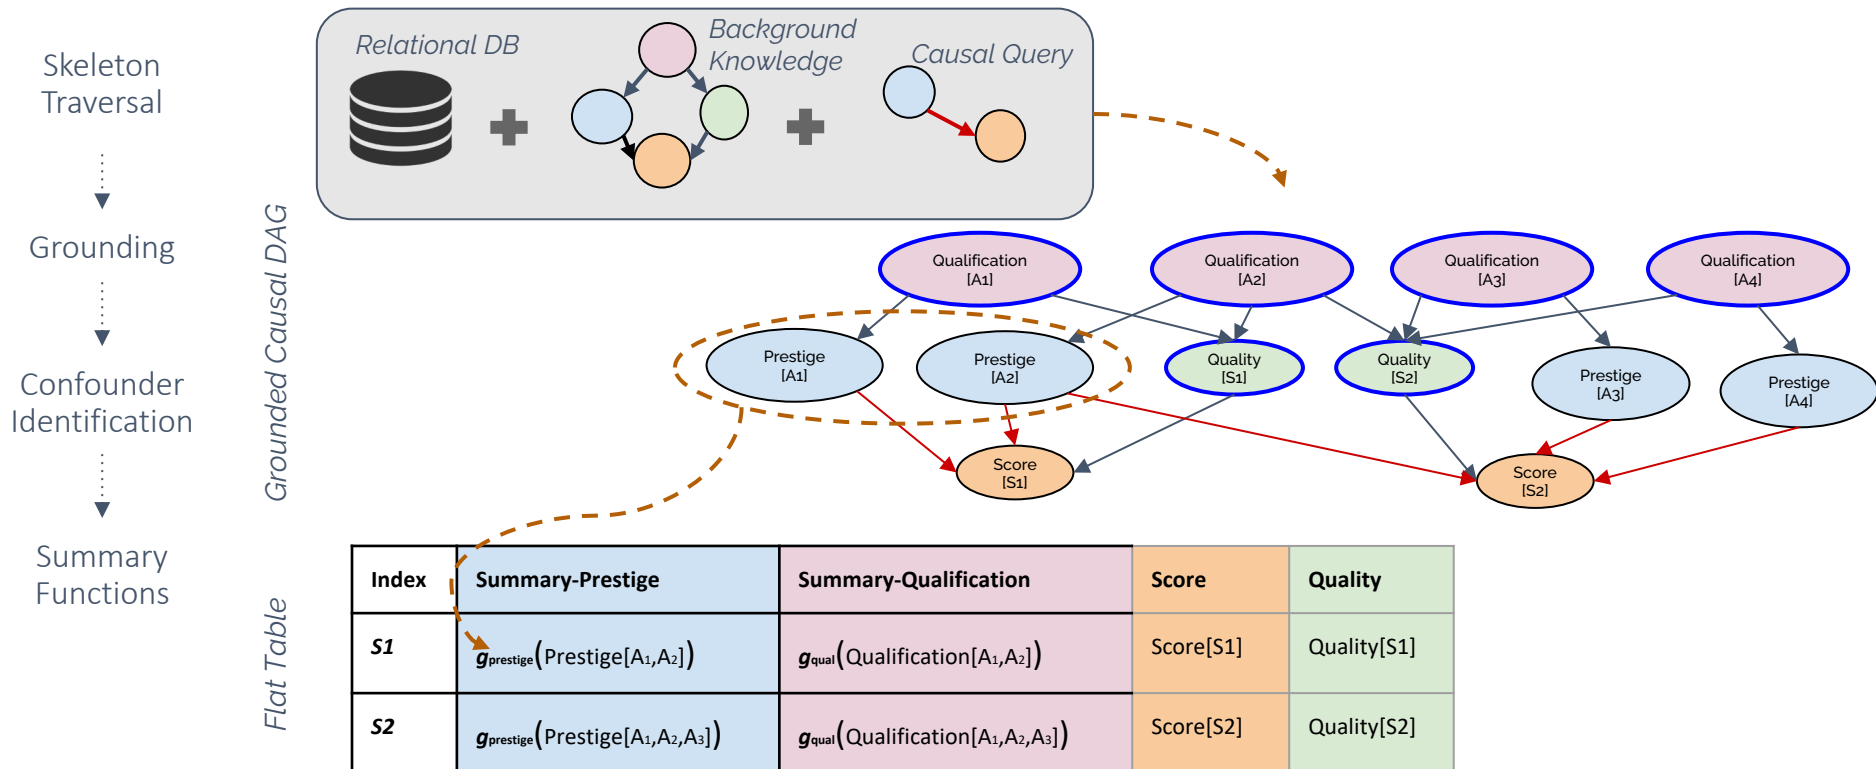 Skeleton
Traversal
Grounding
Confounder
Identification
Summary
Functions
Relational DB
Background
Knowledge
Causal Query
Grounded Causal DAG
Qualification
[A1]
Qualification
[A2]
Qualification
[A3]
Qualification
[A4]
Prestige
[A1]
Prestige
[A2]
Quality
[S1]
Quality
[S2]
Prestige
[A3]
Prestige
[A4]
Score
[S1]
Score
[S2]
Flat Table
Index Summary-Prestige Summary-Qualification Score Quality
S1 gprestige(Prestige[A1,A2]) gqual(Qualification[A1,A2]) Score[S1] Quality[S1]
S2 gprestige(Prestige[A1,A2,A3]) gqual(Qualification[A1,A2,A3]) Score[S2] Quality[S2]